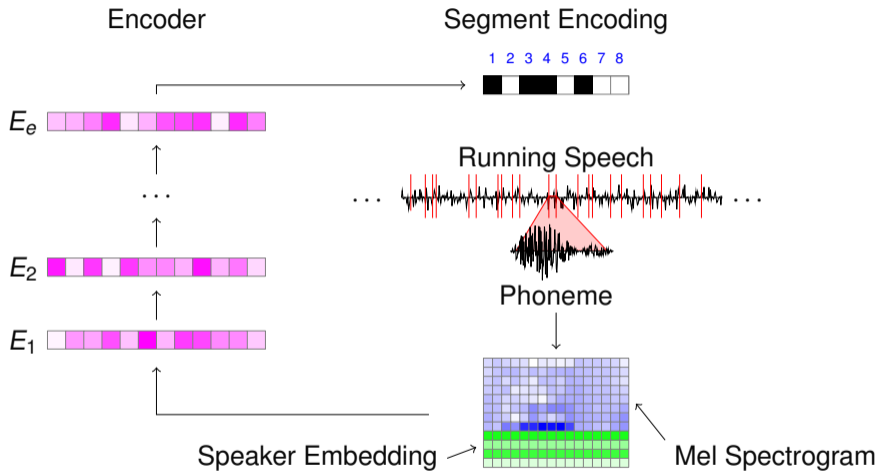 Encoder
Segment Encoding
1 2 3 4 5 6 7 8
E_e
Running Speech
...
... ...
E_2
Phoneme
E_1
Speaker Embedding
Mel Spectrogram